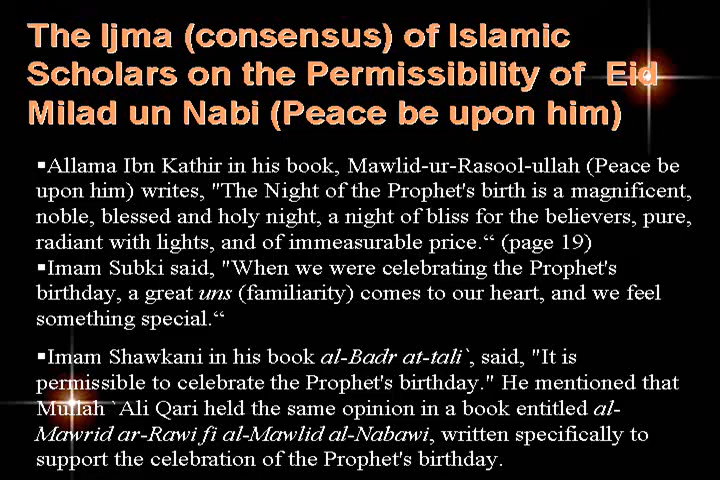 The Ijma (consensus) of Islamic
Scholars on the Permissibility of Eid
Milad un Nabi (Peace be upon him)
▪Allama Ibn Kathir in his book, Mawlid-ur-Rasool-ullah (Peace be
upon him) writes, "The Night of the Prophet's birth is a magnificent,
noble, blessed and holy night, a night of bliss for the believers, pure,
radiant with lights, and of immeasurable price.“ (page 19)
▪Imam Subki said, "When we were celebrating the Prophet's
birthday, a great uns (familiarity) comes to our heart, and we feel
something special.“
▪Imam Shawkani in his book al-Badr at-tali`, said, "It is
permissible to celebrate the Prophet's birthday." He mentioned that
Mullah `Ali Qari held the same opinion in a book entitled al-
Mawrid ar-Rawi fi al-Mawlid al-Nabawi, written specifically to
support the celebration of the Prophet's birthday.